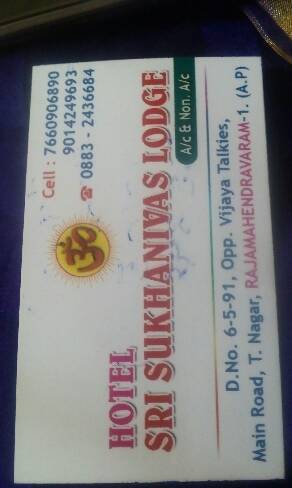 Cell : 7660906890
9014249693
☎ 0883 - 2436684
ॐ
HOTEL
SRI SUKHANIVAS LODGE
A/c & Non. A/c
D.No. 6-5-91, Opp. Vijaya Talkies,
Main Road, T. Nagar, RAJAMAHENDRAVARAM-1. (A.P)